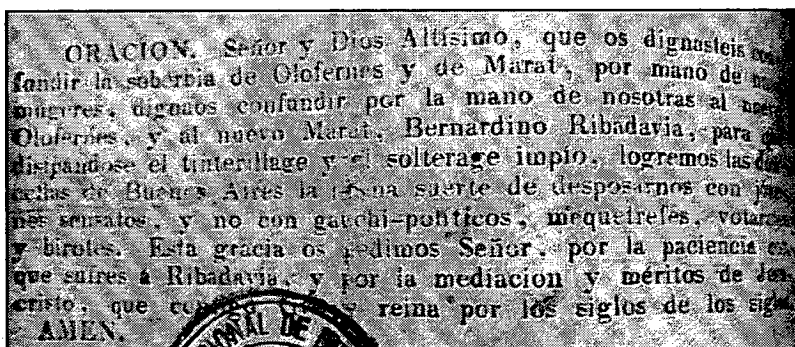 ORACION. Señor y Dios Altísimo, que os dignasteis
fundir la soberbia de Olofernes y de Marat, por mano de
mugeres, dignaos confundir por la mano de nosotras al
Olofernes, y al nuevo Marat, Bernardino Ribadavia, para
disipandose el tinterillage y el solterage impio, logremos las
de Buenos Aires la suerte de desposarnos con
sensatos, y no con gauchi-politicos, mequetrefes,
y birotes. Esta gracia os pedimos Señor, por la paciencia
que sufres á Ribadavia, y por la mediacion y méritos de
cristo, que y reina por los siglos de los
AMEN.
NAL DE